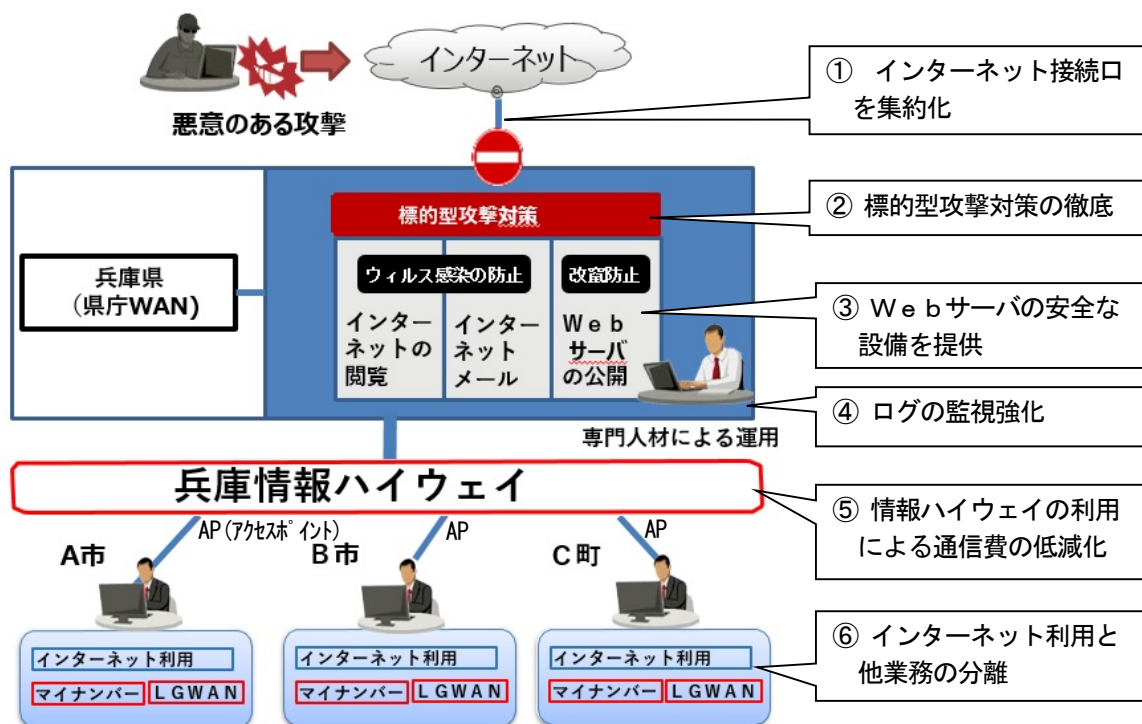 インターネット
悪意のある攻撃
① インターネット接続口
を集約化
標的型攻撃対策
② 標的型攻撃対策の徹底
兵庫県
（県庁WAN)
ウィルス感染の防止
改竄防止
インター
ネットの
閲覧
インター
ネット
メール
Ｗｅｂ
サーバ
の公開
③ Ｗｅｂサーバの安全な
設備を提供
④ ログの監視強化
専門人材による運用
兵庫情報ハイウェイ
⑤ 情報ハイウェイの利用
による通信費の低減化
AP(アクセスﾎﾟイント)
AP
AP
A市
B市
C町
⑥ インターネット利用と
他業務の分離
インターネット利用
マイナンバー
ＬＧＷＡＮ
インターネット利用
マイナンバー
ＬＧＷＡＮ
インターネット利用
マイナンバー
ＬＧＷＡＮ